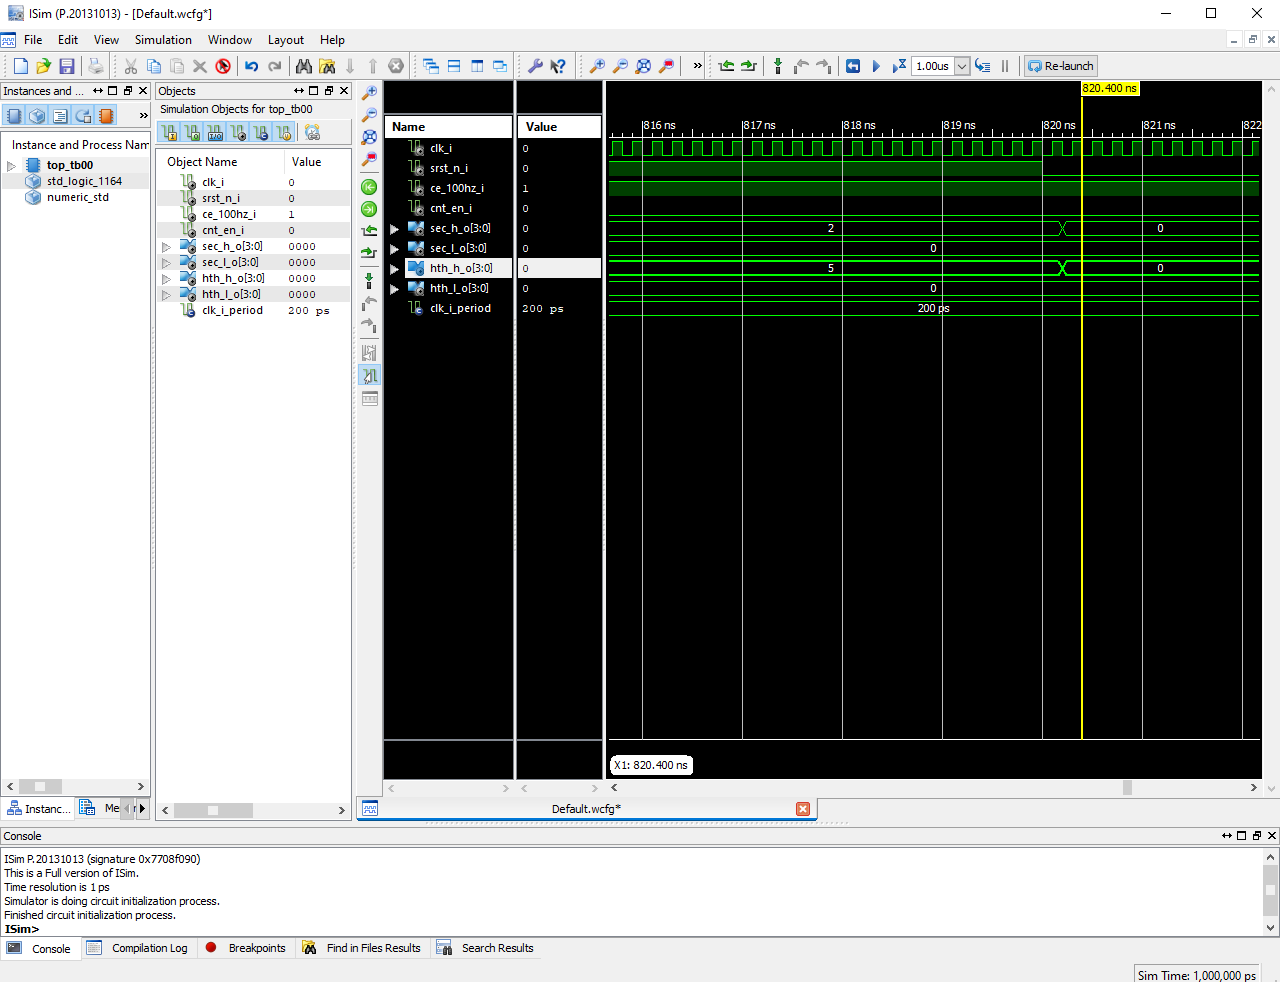 ISim (P.20131013) - [Default.wcfg*]
File Edit View Simulation Window Layout Help
1.00us
Re-launch
Instances and ...
Instance and Process Nam
top_tb00
std_logic_1164
numeric_std
Instanc...
Me
Objects
Simulation Objects for top_tb00
Object Name Value
clk_i 0
srst_n_i 0
ce_100hz_i 1
cnt_en_i 0
sec_h_o[3:0] 0000
sec_l_o[3:0] 0000
hth_h_o[3:0] 0000
hth_l_o[3:0] 0000
clk_i_period 200 ps
Name Value
clk_i 0
srst_n_i 0
ce_100hz_i 1
cnt_en_i 0
sec_h_o[3:0] 0
sec_l_o[3:0] 0
hth_h_o[3:0] 0
hth_l_o[3:0] 0
clk_i_period 200 ps
820.400 ns
816 ns 817 ns 818 ns 819 ns 820 ns 821 ns 822
2 0
0
5 0
0
200 ps
X1: 820.400 ns
Default.wcfg*
Console
ISim P.20131013 (signature 0x7708f090)
This is a Full version of ISim.
Time resolution is 1 ps
Simulator is doing circuit initialization process.
Finished circuit initialization process.
ISim>
Console Compilation Log Breakpoints Find in Files Results Search Results
Sim Time: 1,000,000 ps